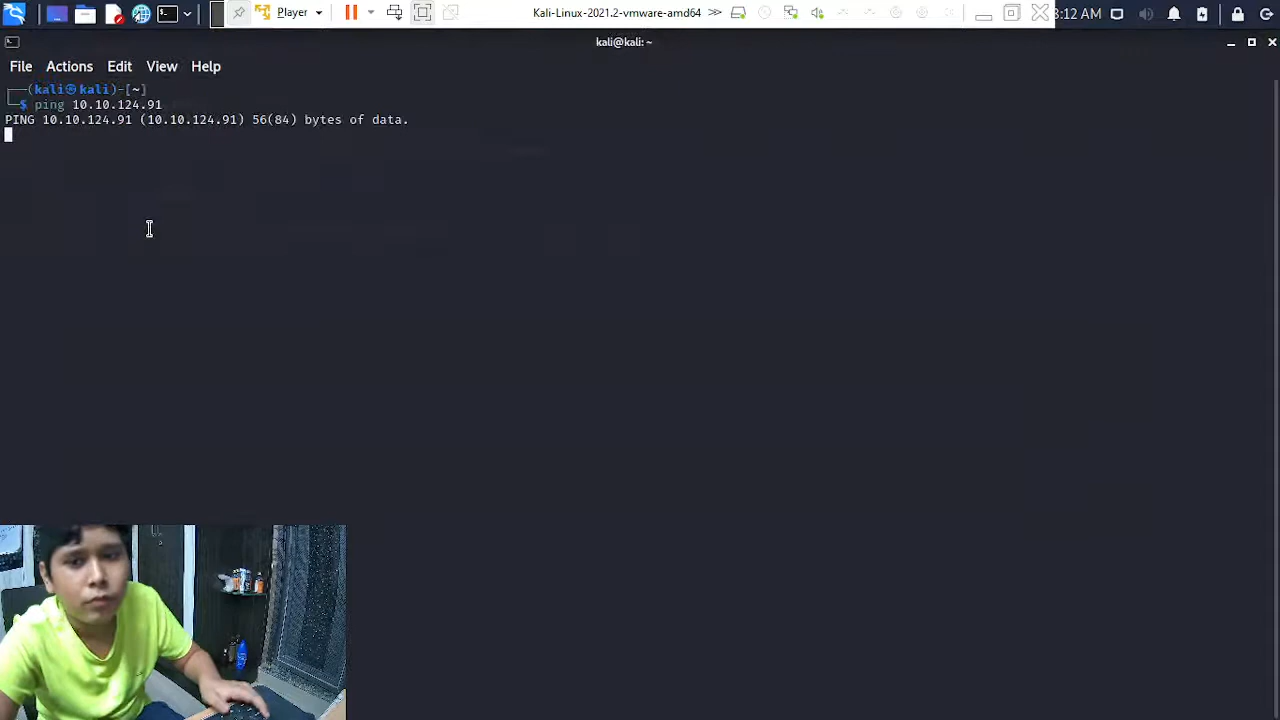 Player
Kali-Linux-2021.2-vmware-amd64
:12 AM
kali@kali: ~
File Actions Edit View Help
(kali㉿kali)-[~]
$ ping 10.10.124.91
PING 10.10.124.91 (10.10.124.91) 56(84) bytes of data.